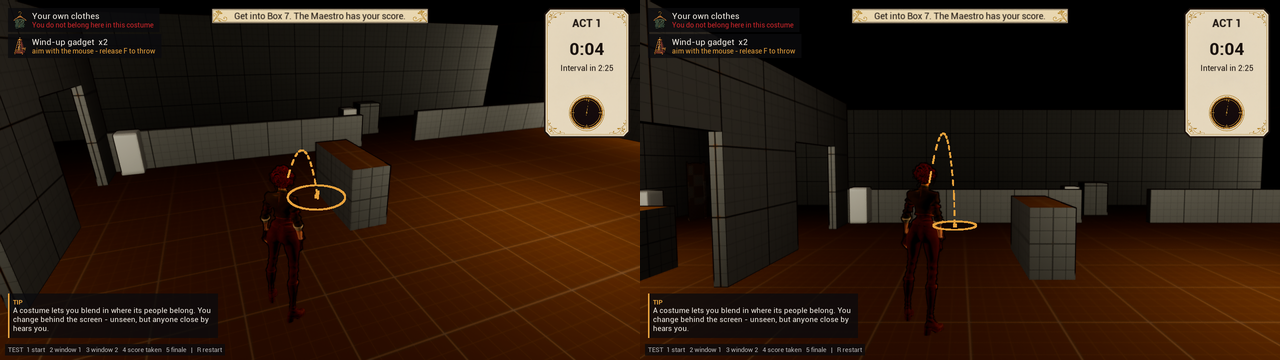 Your own clothes
You do not belong here in this costume
Wind-up gadget x2
aim with the mouse - release F to throw
Get into Box 7. The Maestro has your score.
ACT 1
0:04
Interval in 2:25
TIP
A costume lets you blend in where its people belong. You
change behind the screen - unseen, but anyone close by
hears you.
TEST 1 start 2 window 1 3 window 2 4 score taken 5 finale | R restart
Your own clothes
You do not belong here in this costume
Wind-up gadget x2
aim with the mouse - release F to throw
Get into Box 7. The Maestro has your score.
ACT 1
0:04
Interval in 2:25
TIP
A costume lets you blend in where its people belong. You
change behind the screen - unseen, but anyone close by
hears you.
TEST 1 start 2 window 1 3 window 2 4 score taken 5 finale | R restart